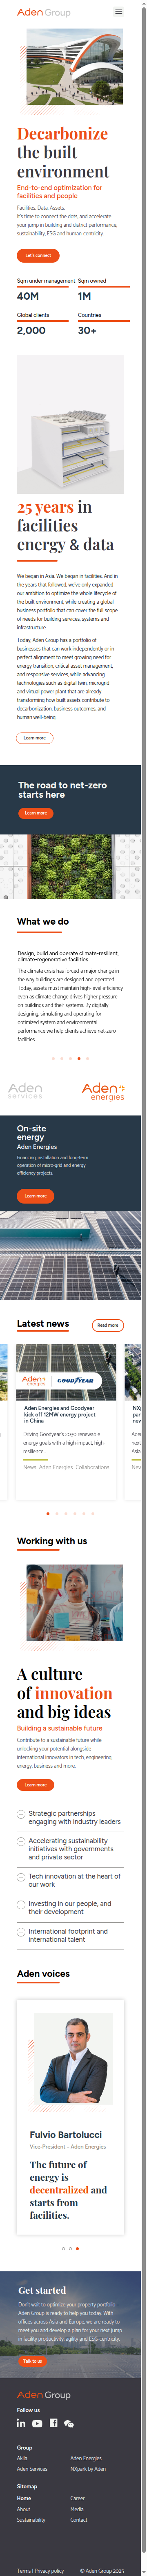 Aden Group
Decarbonize
the built
environment
End-to-end optimization for
facilities and people
Facilities. Data. Assets.
It's time to connect the dots, and accelerate
your jump in building and district performance,
sustainability, ESG and human centricity.
Let's connect
Sqm under management
Sqm owned
40M
1M
Global clients
Countries
2,000
30+
25 years in
facilities
energy & data
We began in Asia. We began in facilities. And in
the years that followed, we've only expanded
our ambition to optimize the whole lifecycle of
the built environment, while creating a global
business portfolio that can cover the full scope
of needs for building services, systems and
infrastructure.
Today, Aden Group has a portfolio of
businesses that can work independently or in
perfect alignment to meet growing need for
energy transition, critical asset management,
and responsive services, while advancing
technologies such as digital twin, microgrid
and virtual power plant that are already
transforming how built assets contribute to
decarbonization, business outcomes, and
human well-being.
Learn more
The road to net-zero
starts here
Learn more
What we do
Design, build and operate climate-resilient,
climate-regenerative facilities
The climate crisis has forced a major change in
the way buildings are designed and operated.
Today, assets must sustain high-level efficiency
even as climate change drives higher pressure
on buildings and their systems. By digitally
designing, simulating and operating for
optimized system and environmental
performance we help clients achieve net-zero
facilities.
Aden
services
Aden
energies
On-site
energy
Aden Energies
Financing, installation and long-term
operation of micro-grid and energy
efficiency projects.
Learn more
Latest news
Read more
Aden
energies
GOODYEAR
Aden Energies and Goodyear
kick off 12MW energy project
in China
Driving Goodyear's 2030 renewable
energy goals with a high-impact, high-
resilience...
News Aden Energies Collaborations
Working with us
A culture
of innovation
and big ideas
Building a sustainable future
Contribute to a sustainable future while
unlocking your potential alongside
international innovators in tech, engineering,
energy, business and more.
Learn more
Strategic partnerships
engaging with industry leaders
Accelerating sustainability
initiatives with governments
and private sector
Tech innovation at the heart of
our work
Investing in our people, and
their development
International footprint and
international talent
Aden voices
Fulvio Bartolucci
Vice-President – Aden Energies
The future of
energy is
decentralized and
starts from
facilities.
Get started
Don't wait to optimize your property portfolio -
Aden Group is ready to help you today. With
offices across Asia and Europe, we are ready to
meet you and develop a plan for your next jump
in facility productivity, agility and ESG-centricity.
Talk to us
Aden Group
Follow us
Group
Akila
Aden Energies
Aden Services
NXpark by Aden
Sitemap
Home
Career
About
Media
Sustainability
Contact
Terms | Privacy policy
© Aden Group 2025